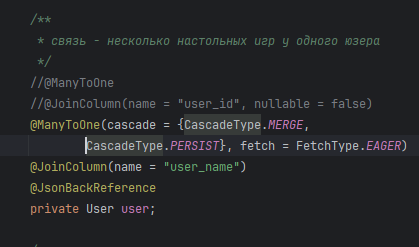 /**
* связь - несколько настольных игр у одного юзера
*/
//@ManyToOne
//@JoinColumn(name = "user_id", nullable = false)
@ManyToOne(cascade = {CascadeType.MERGE,
CascadeType.PERSIST}, fetch = FetchType.EAGER)
@JoinColumn(name = "user_name")
@JsonBackReference
private User user;